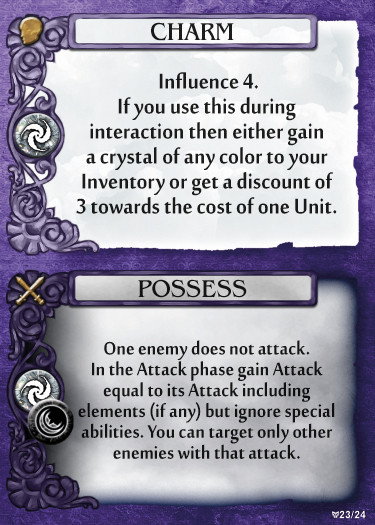 CHARM
Influence 4.
If you use this during
interaction then either gain
a crystal of any color to your
Inventory or get a discount of
3 towards the cost of one Unit.
POSSESS
One enemy does not attack.
In the Attack phase gain Attack
equal to its Attack including
elements (if any) but ignore special
abilities. You can target only other
enemies with that attack.
23/24